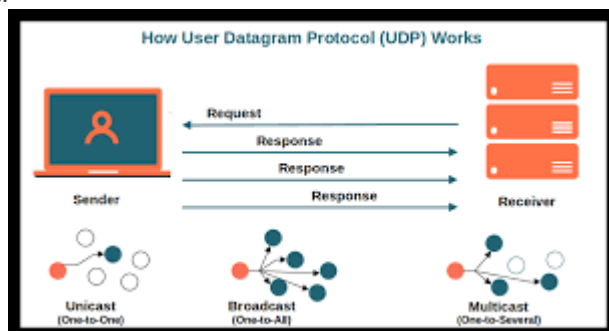 How User Datagram Protocol (UDP) Works
Request
Response
Response
Response
Sender
Receiver
Unicast
(One-to-One)
Broadcast
(One-to-All)
Multicast
(One-to-Several)